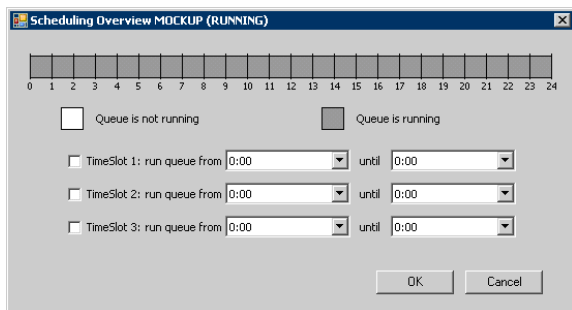 Scheduling Overview MOCKUP (RUNNING)
0 1 2 3 4 5 6 7 8 9 10 11 12 13 14 15 16 17 18 19 20 21 22 23 24
Queue is not running Queue is running
TimeSlot 1: run queue from 0:00 until 0:00
TimeSlot 2: run queue from 0:00 until 0:00
TimeSlot 3: run queue from 0:00 until 0:00
OK Cancel